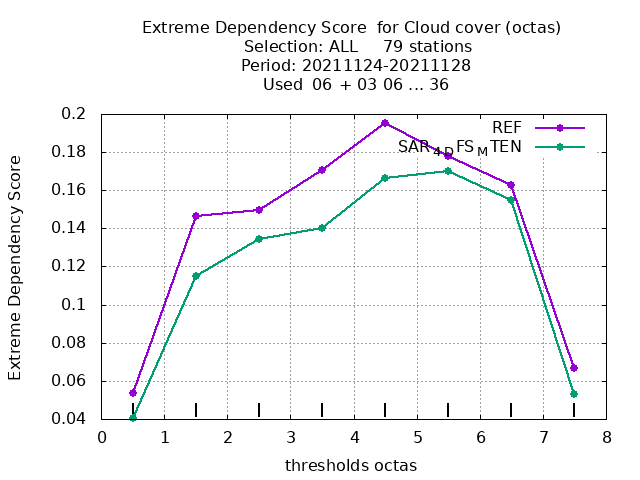 Extreme Dependency Score for Cloud cover (octas)
Selection: ALL 79 stations
Period: 20211124-20211128
Used 06 + 03 06 ... 36
Extreme Dependency Score
0.2
0.18
0.16
0.14
0.12
0.1
0.08
0.06
0.04
REF
SAR4DFSMTEN
0 1 2 3 4 5 6 7 8
thresholds octas